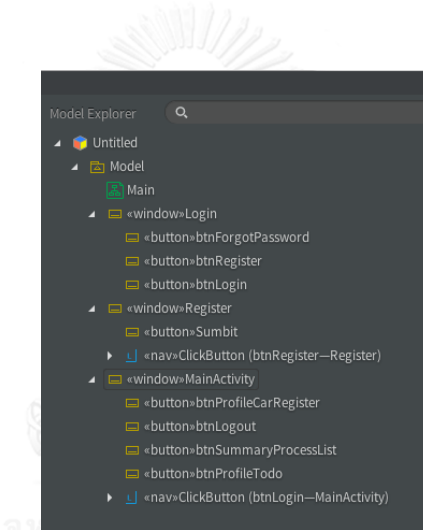 Model Explorer
Untitled
Model
Main
«window»Login
«button»btnForgotPassword
«button»btnRegister
«button»btnLogin
«window»Register
«button»Sumbit
«nav»ClickButton (btnRegister—Register)
«window»MainActivity
«button»btnProfileCarRegister
«button»btnLogout
«button»btnSummaryProcessList
«button»btnProfileTodo
«nav»ClickButton (btnLogin—MainActivity)